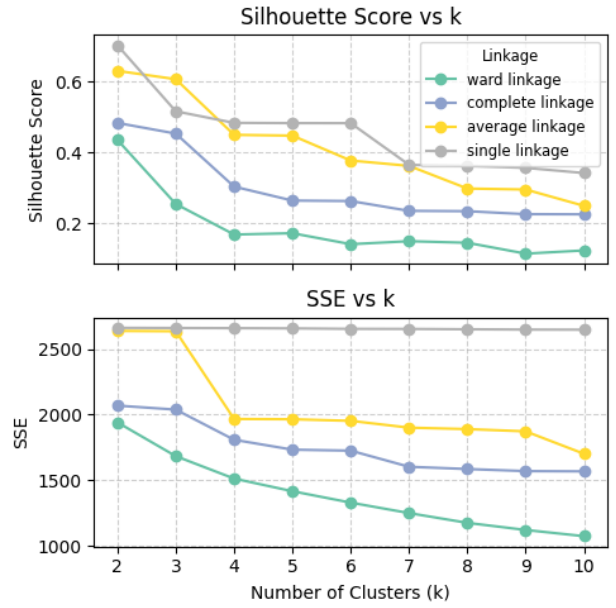 Silhouette Score vs k
Silhouette Score
0.6
0.4
0.2
Linkage
ward linkage
complete linkage
average linkage
single linkage
SSE vs k
SSE
2500
2000
1500
1000
2 3 4 5 6 7 8 9 10
Number of Clusters (k)